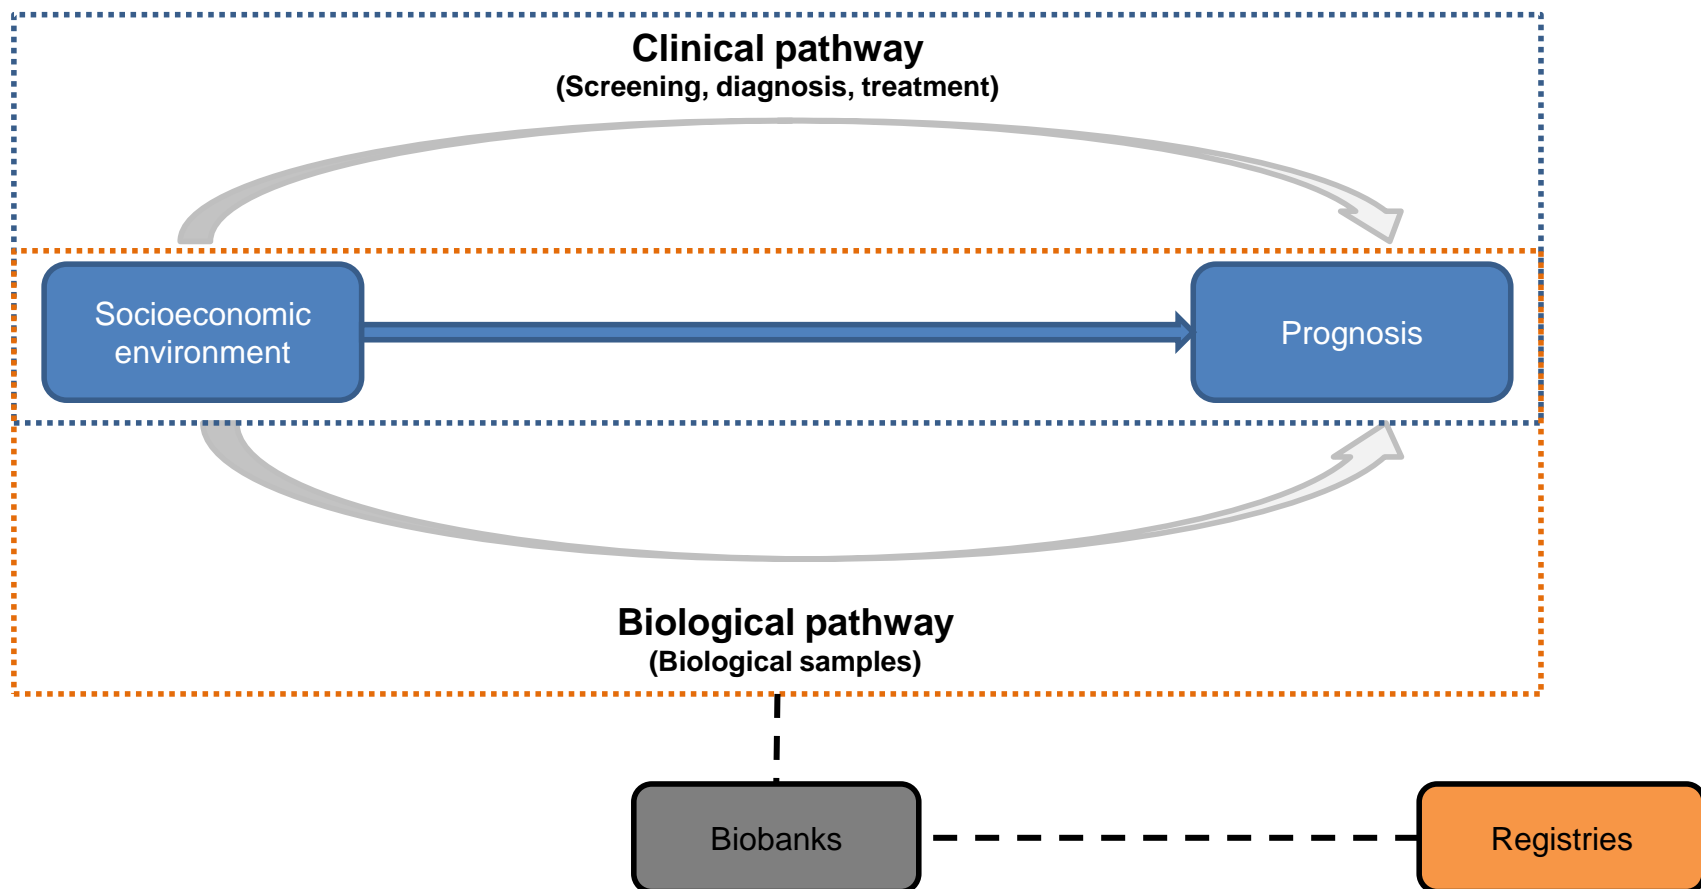 Clinical pathway
(Screening, diagnosis, treatment)
Socioeconomic
environment
Prognosis
Biological pathway
(Biological samples)
Biobanks
Registries